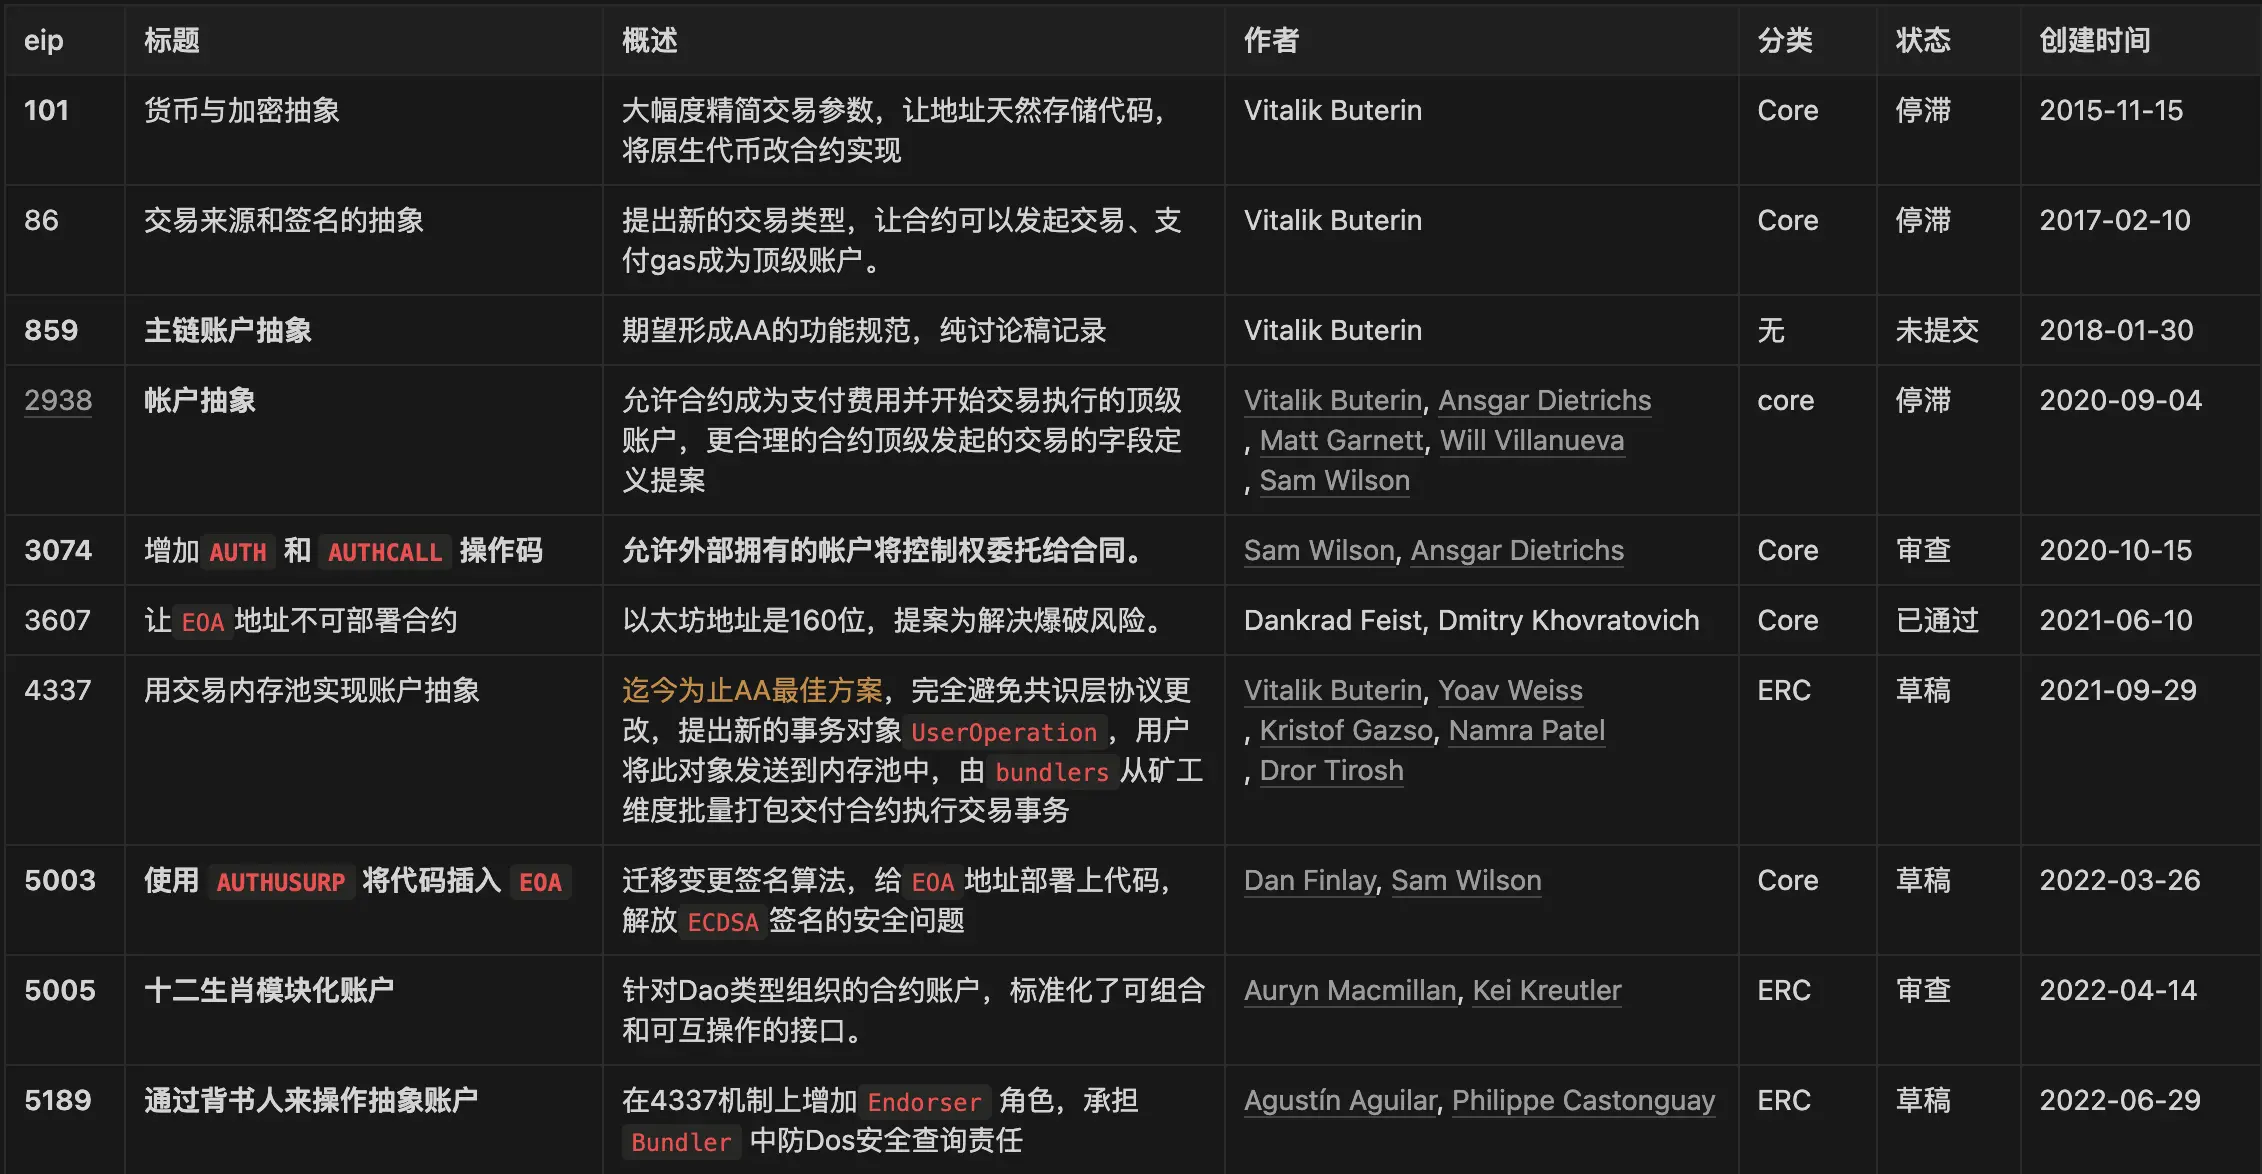 eip 标题 概述 作者 分类 状态 创建时间
101 货币与加密抽象 大幅度精简交易参数，让地址天然存储代码， Vitalik Buterin Core 停滞 2015-11-15
将原生代币改合约实现
86 交易来源和签名的抽象 提出新的交易类型，让合约可以发起交易、支 Vitalik Buterin Core 停滞 2017-02-10
付gas成为顶级账户。
859 主链账户抽象 期望形成AA的功能规范，纯讨论稿记录 Vitalik Buterin 无 未提交 2018-01-30
2938 帐户抽象 允许合约成为支付费用并开始交易执行的顶级 Vitalik Buterin, Ansgar Dietrichs core 停滞 2020-09-04
账户，更合理的合约顶级发起的交易的字段定 , Matt Garnett, Will Villanueva
义提案 , Sam Wilson
3074 增加 AUTH 和 AUTHCALL 操作码 允许外部拥有的帐户将控制权委托给合同。 Sam Wilson, Ansgar Dietrichs Core 审查 2020-10-15
3607 让 EOA 地址不可部署合约 以太坊地址是160位，提案为解决爆破风险。 Dankrad Feist, Dmitry Khovratovich Core 已通过 2021-06-10
4337 用交易内存池实现账户抽象 迄今为止AA最佳方案，完全避免共识层协议更 Vitalik Buterin, Yoav Weiss ERC 草稿 2021-09-29
改，提出新的事务对象 UserOperation ，用户 , Kristof Gazso, Namra Patel
将此对象发送到内存池中，由 bundlers 从矿工 , Dror Tirosh
维度批量打包交付合约执行交易事务
5003 使用 AUTHUSURP 将代码插入 EOA 迁移变更签名算法，给 EOA 地址部署上代码， Dan Finlay, Sam Wilson Core 草稿 2022-03-26
解放 ECDSA 签名的安全问题
5005 十二生肖模块化账户 针对Dao类型组织的合约账户，标准化了可组合 Auryn Macmillan, Kei Kreutler ERC 审查 2022-04-14
和可互操作的接口。
5189 通过背书人来操作抽象账户 在4337机制上增加 Endorser 角色，承担 Agustín Aguilar, Philippe Castonguay ERC 草稿 2022-06-29
Bundler 中防Dos安全查询责任